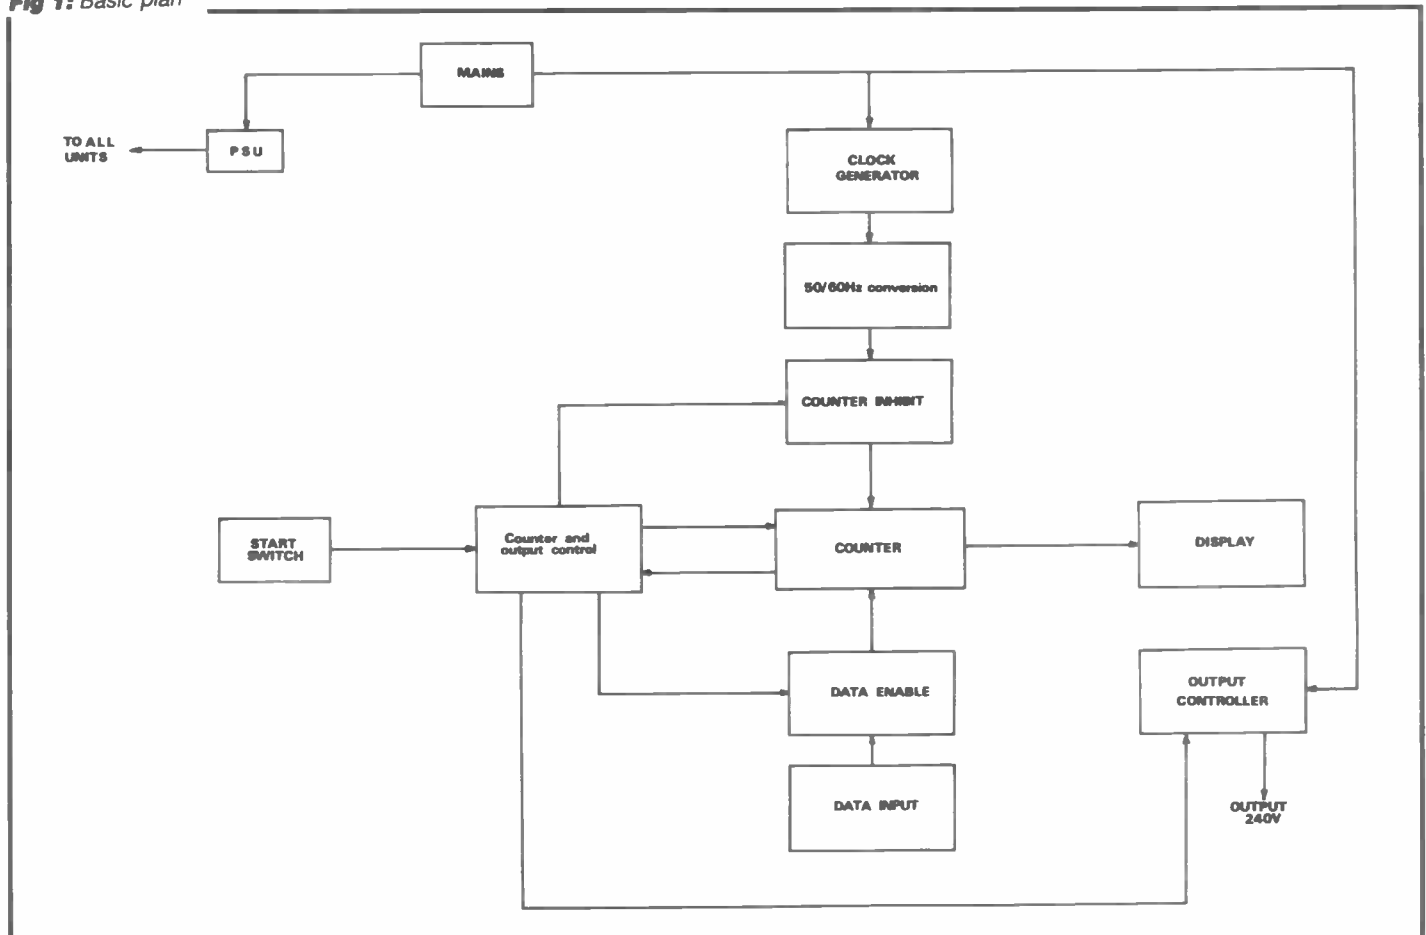 Fig 1: Basic plan
MAINS
TO ALL
UNITS
PSU
CLOCK
GENERATOR
50/60Hz conversion
COUNTER INHIBIT
START
SWITCH
Counter and
output control
COUNTER
DISPLAY
DATA ENABLE
OUTPUT
CONTROLLER
DATA INPUT
OUTPUT
240V